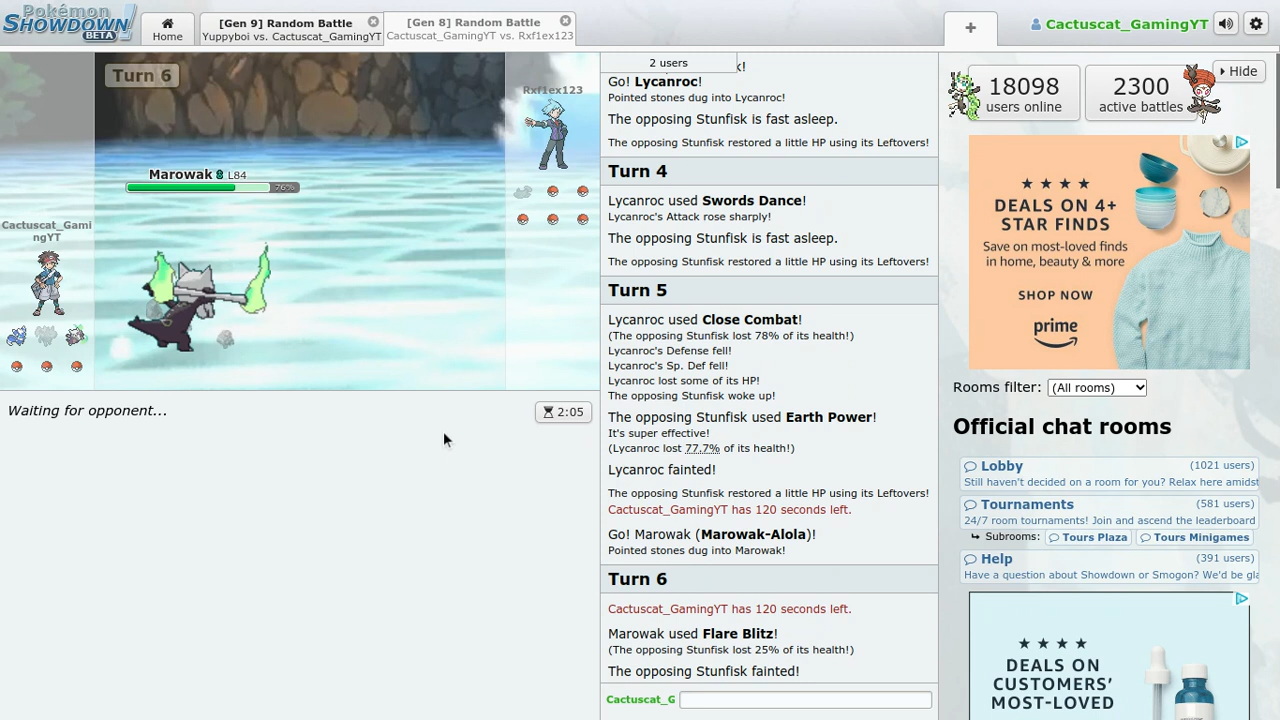 Pokémon
SHOWDOWN!
BETA
Home
[Gen 9] Random Battle
Yuppyboi vs. Cactuscat_GamingYT
[Gen 8] Random Battle
Cactuscat_GamingYT vs. Rxf1ex123
+
Cactuscat_GamingYT
Turn 6
Rxf1ex123
Marowak L84
76%
Cactuscat_Gami
ngYT
Waiting for opponent...
2:05
2 users
k!
Go! Lycanroc!
Pointed stones dug into Lycanroc!
The opposing Stunfisk is fast asleep.
The opposing Stunfisk restored a little HP using its Leftovers!
Turn 4
Lycanroc used Swords Dance!
Lycanroc's Attack rose sharply!
The opposing Stunfisk is fast asleep.
The opposing Stunfisk restored a little HP using its Leftovers!
Turn 5
Lycanroc used Close Combat!
(The opposing Stunfisk lost 78% of its health!)
Lycanroc's Defense fell!
Lycanroc's Sp. Def fell!
Lycanroc lost some of its HP!
The opposing Stunfisk woke up!
The opposing Stunfisk used Earth Power!
It's super effective!
(Lycanroc lost 77.7% of its health!)
Lycanroc fainted!
The opposing Stunfisk restored a little HP using its Leftovers!
Cactuscat_GamingYT has 120 seconds left.
Go! Marowak (Marowak-Alola)!
Pointed stones dug into Marowak!
Turn 6
Cactuscat_GamingYT has 120 seconds left.
Marowak used Flare Blitz!
(The opposing Stunfisk lost 25% of its health!)
The opposing Stunfisk fainted!
Cactuscat_G
18098
users online
2300
active battles
Hide
DEALS ON 4+
STAR FINDS
Save on most-loved finds
in home, beauty & more
SHOP NOW
prime
Rooms filter: (All rooms)
Official chat rooms
Lobby (1021 users)
Still haven't decided on a room for you? Relax here amidst
Tournaments (581 users)
24/7 room tournaments! Join and ascend the leaderboard
Subrooms: Tours Plaza Tours Minigames
Help (391 users)
Have a question about Showdown or Smogon? We'd be gla
DEALS ON
CUSTOMERS'
MOST-LOVED